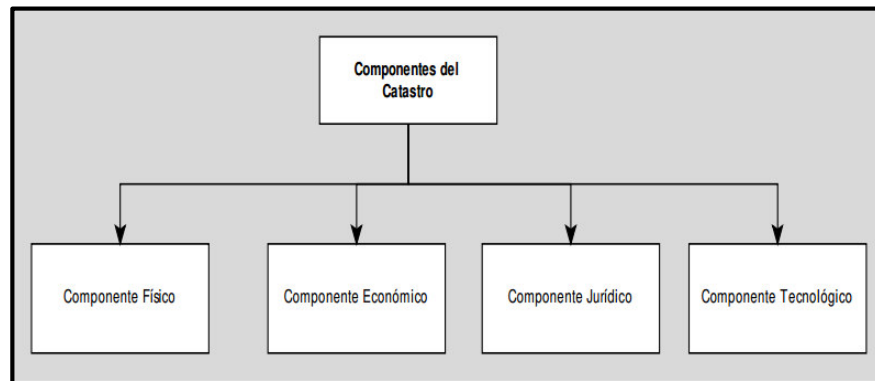 Componentes del
Catastro
Componente Físico
Componente Económico
Componente Jurídico
Componente Tecnológico